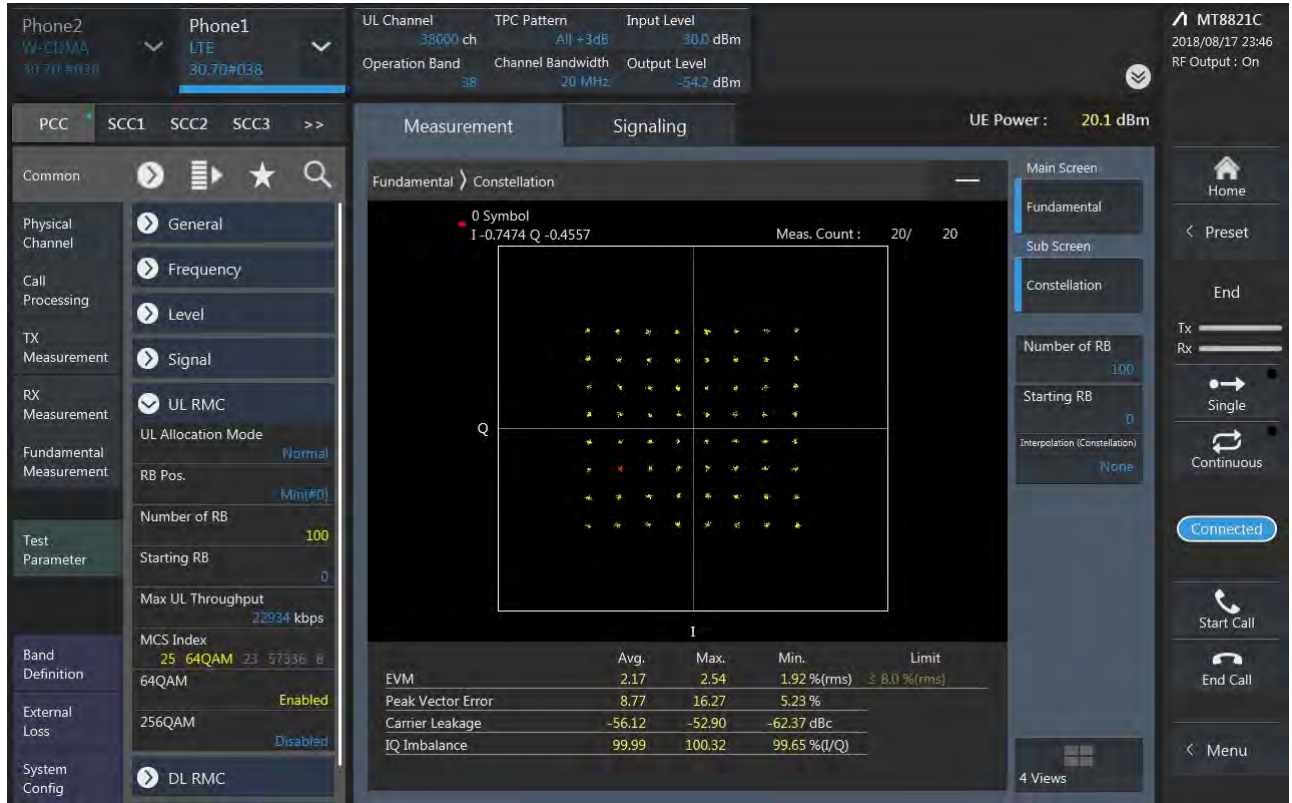 Phone2
W-CDMA
30.70 #038
Phone1
LTE
30.70#038
UL Channel
38000 ch
Operation Band
38
TPC Pattern
All +3dB
Channel Bandwidth
20 MHz
Input Level
30.0 dBm
Output Level
-54.2 dBm
MT8821C
2018/08/17 23:46
RF Output : On
PCC SCC1 SCC2 SCC3 >>
Measurement
Signaling
UE Power : 20.1 dBm
Common
Physical
Channel
Call
Processing
TX
Measurement
RX
Measurement
Fundamental
Measurement
Test
Parameter
Band
Definition
External
Loss
System
Config
General
Frequency
Level
Signal
UL RMC
UL Allocation Mode
Normal
RB Pos.
Min(#0)
Number of RB
100
Starting RB
0
Max UL Throughput
22934 kbps
MCS Index
25 64QAM 23 57336 8
64QAM
Enabled
256QAM
Disabled
DL RMC
Fundamental 〉 Constellation
0 Symbol
I -0.7474 Q -0.4557
Meas. Count : 20/ 20
Q
I
Avg. Max. Min. Limit
EVM 2.17 2.54 1.92 %(rms) ≤ 8.0 %(rms)
Peak Vector Error 8.77 16.27 5.23 %
Carrier Leakage -56.12 -52.90 -62.37 dBc
IQ Imbalance 99.99 100.32 99.65 %(I/Q)
Main Screen
Fundamental
Sub Screen
Constellation
Number of RB
100
Starting RB
0
Interpolation (Constellation)
None
4 Views
Home
< Preset
End
Tx
Rx
Single
Continuous
Connected
Start Call
End Call
< Menu